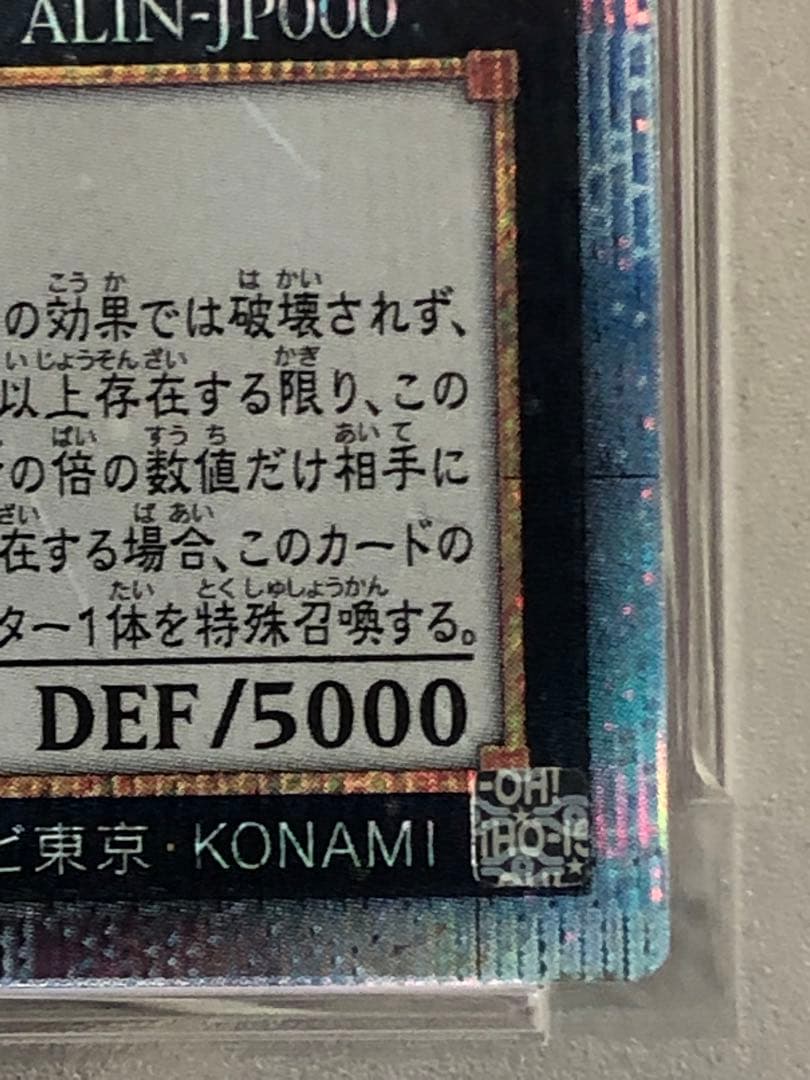 ALIN-JP000
こうか はかい
の効果では破壊されず、
いじょうそんざい かぎ
以上存在する限り、この
ばい すうち あいて
の倍の数値だけ相手に
ざい ばあい
在する場合、このカードの
たい とくしゅしょうかん
ター1体を特殊召喚する。
DEF/5000
ビ東京・KONAMI
-OH!